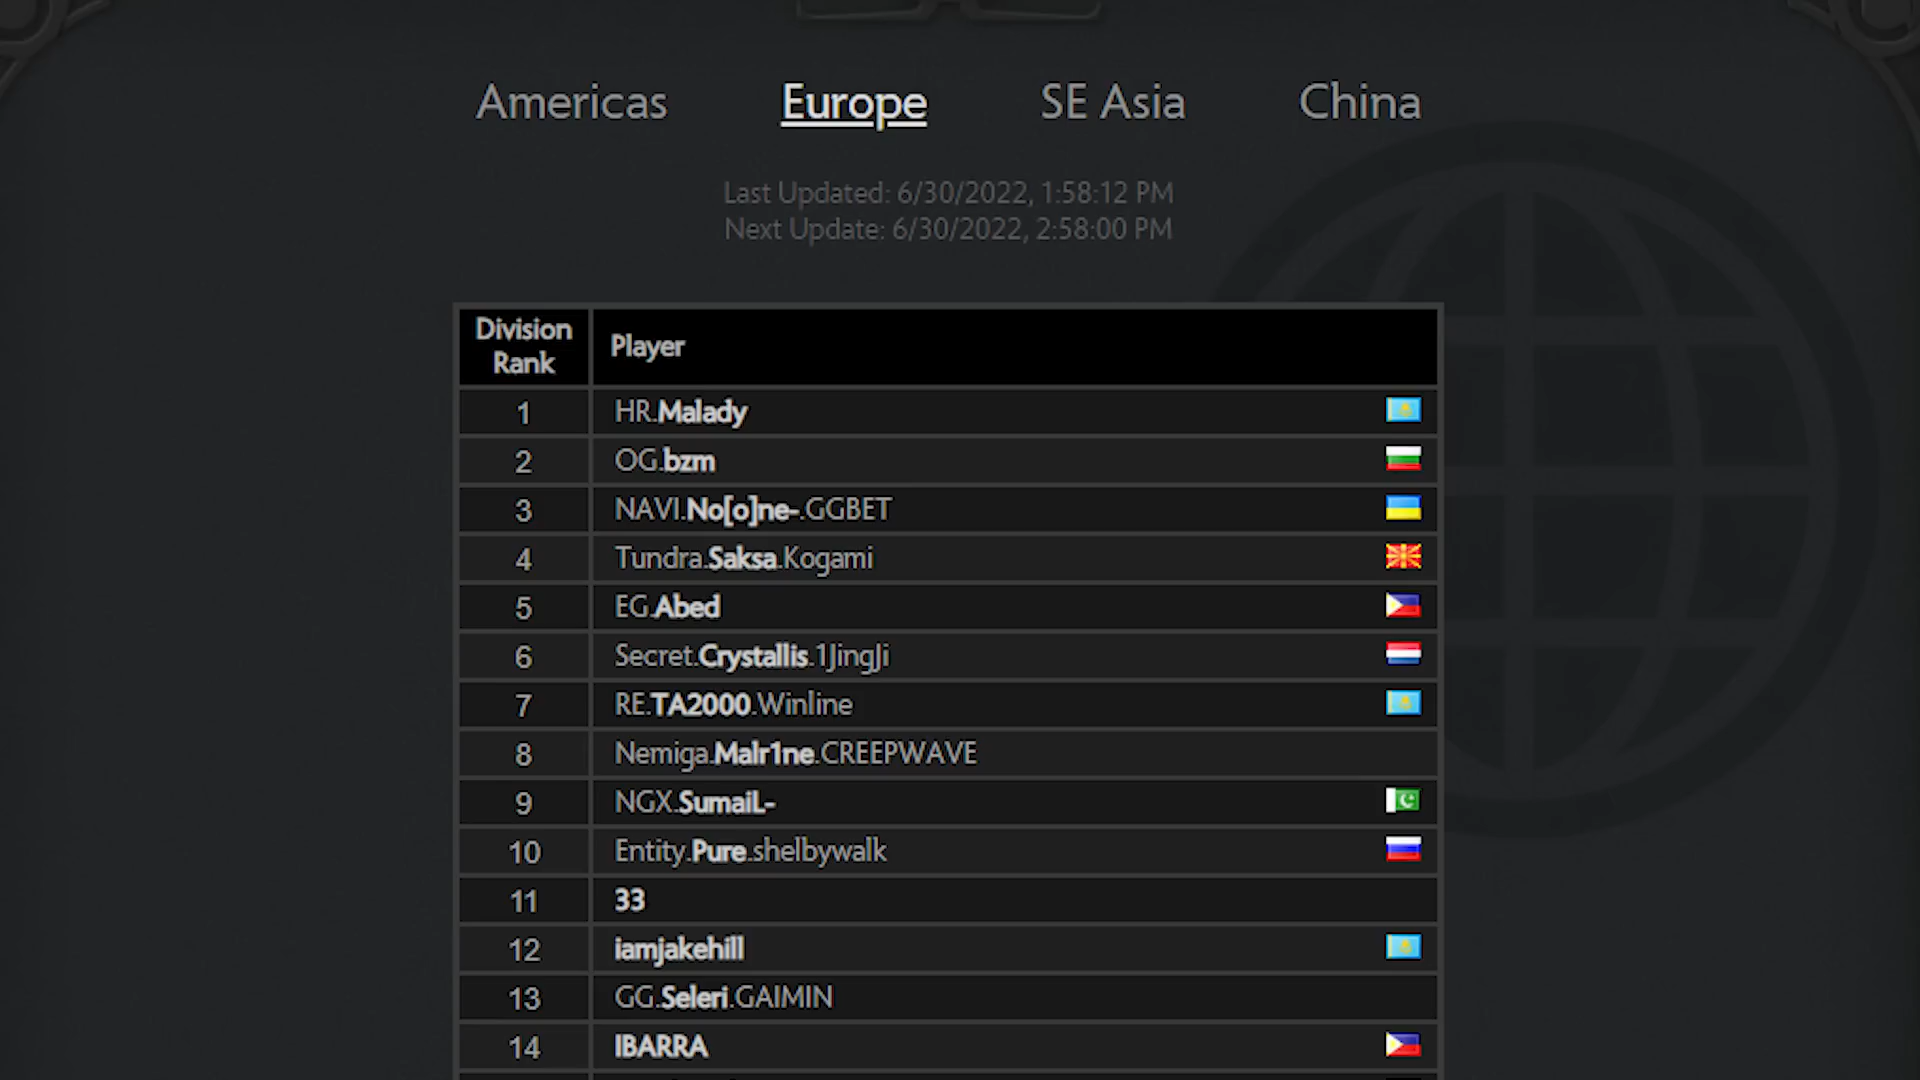 Americas Europe SE Asia China
Last Updated: 6/30/2022, 1:58:12 PM
Next Update: 6/30/2022, 2:58:00 PM
Division Rank Player
1 HR.Malady
2 OG.bzm
3 NAVI.No[o]ne-.GGBET
4 Tundra.Saksa.Kogami
5 EG.Abed
6 Secret.Crystallis.1JingJi
7 RE.TA2000.Winline
8 Nemiga.Malr1ne.CREEPWAVE
9 NGX.SumaiL-
10 Entity.Pure.shelbywalk
11 33
12 iamjakehill
13 GG.Seleri.GAIMIN
14 IBARRA